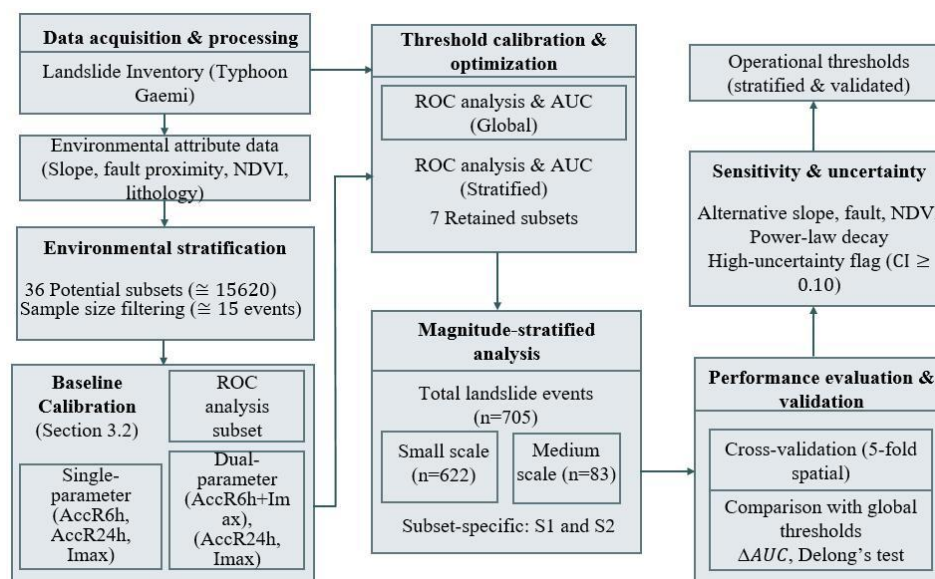 Data acquisition & processing
Landslide Inventory (Typhoon
Gaemi)
Environmental attribute data
(Slope, fault proximity, NDVI,
lithology)
Environmental stratification
36 Potential subsets (≅ 15620)
Sample size filtering (≅ 15 events)
Baseline
Calibration
(Section 3.2)
ROC
analysis
subset
Single-
parameter
(AccR6h,
AccR24h,
Imax)
Dual-
parameter
(AccR6h+Im
ax),
(AccR24h,
Imax)
Threshold calibration &
optimization
ROC analysis & AUC
(Global)
ROC analysis & AUC
(Stratified)
7 Retained subsets
Magnitude-stratified
analysis
Total landslide events
(n=705)
Small scale
(n=622)
Medium
scale (n=83)
Subset-specific: S1 and S2
Operational thresholds
(stratified & validated)
Sensitivity & uncertainty
Alternative slope, fault, NDV
Power-law decay
High-uncertainty flag (CI ≥
0.10)
Performance evaluation &
validation
Cross-validation (5-fold
spatial)
Comparison with global
thresholds
ΔAUC, Delong's test